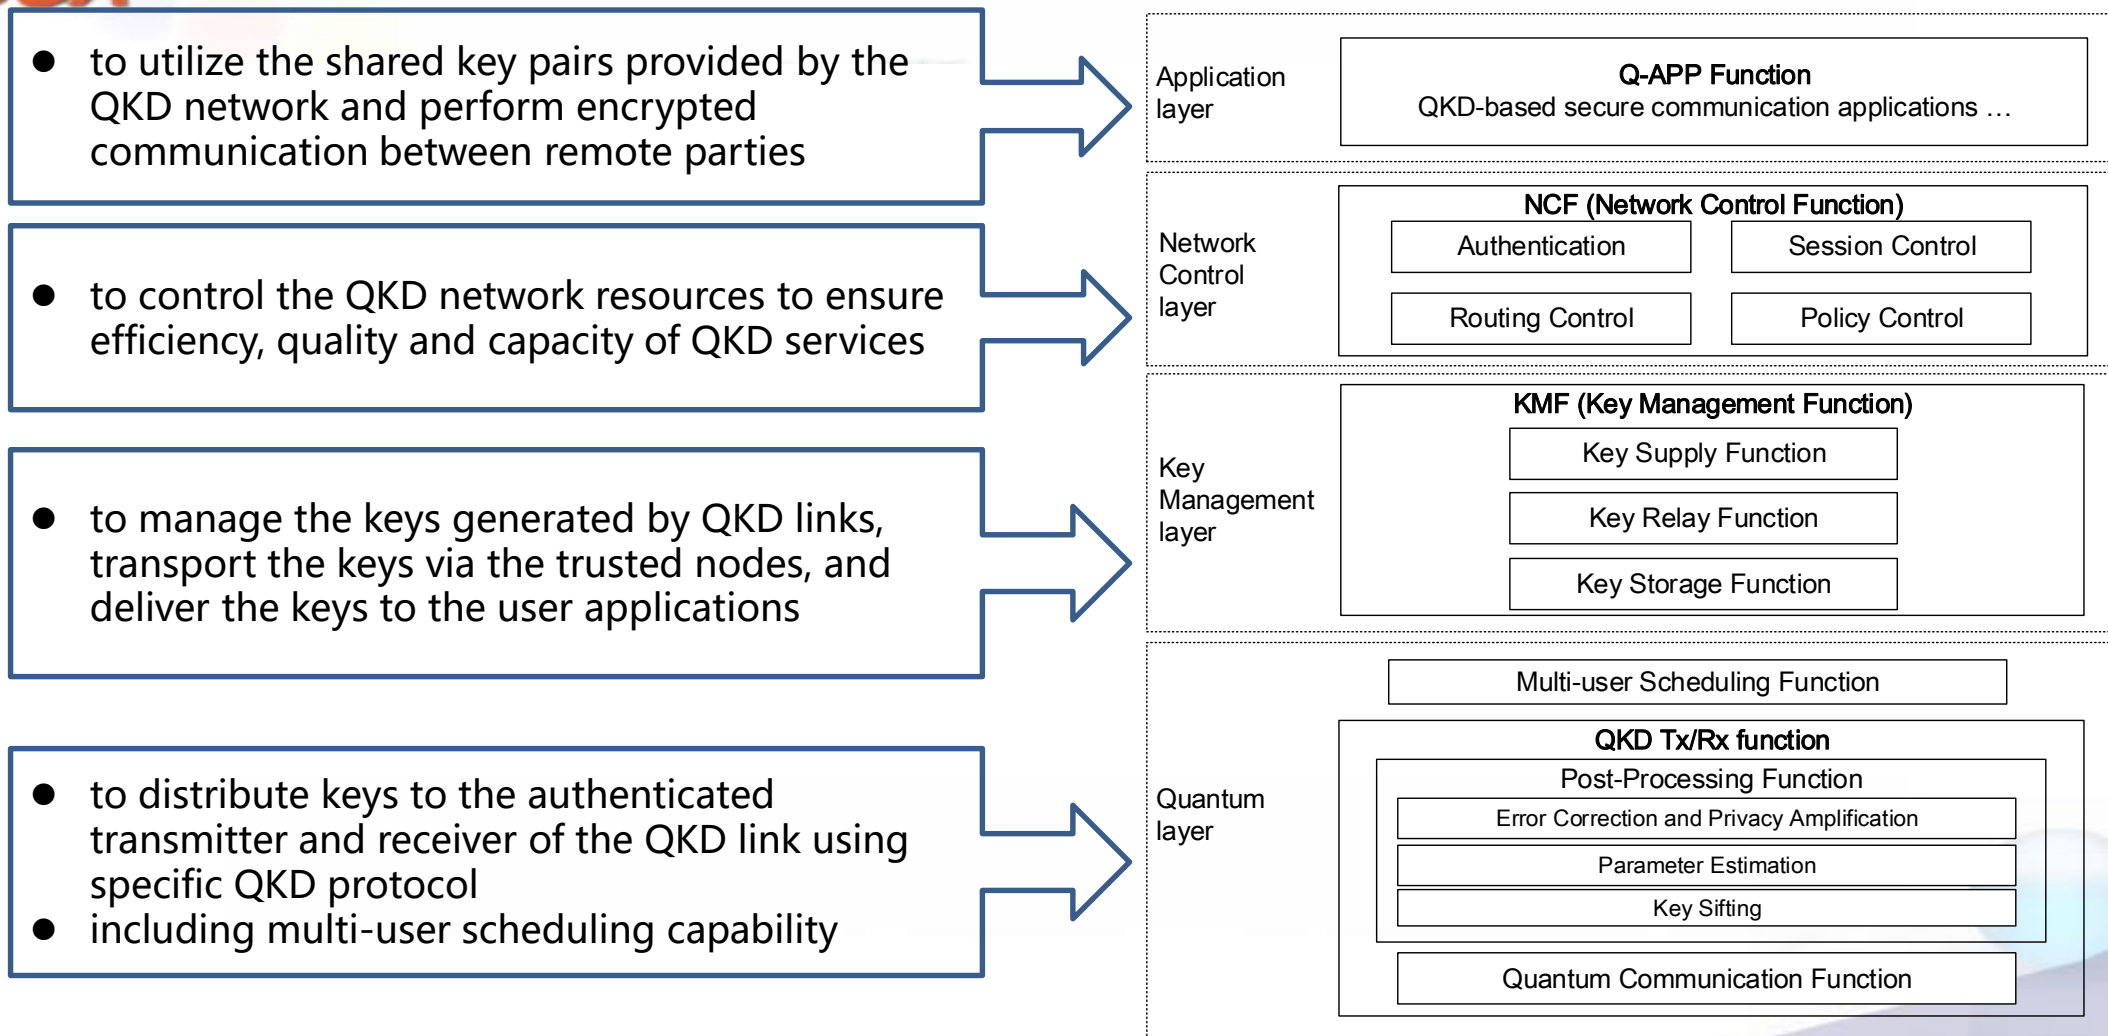 ● to utilize the shared key pairs provided by the
QKD network and perform encrypted
communication between remote parties
Application
layer
Q-APP Function
QKD-based secure communication applications …
● to control the QKD network resources to ensure
efficiency, quality and capacity of QKD services
Network
Control
layer
NCF (Network Control Function)
Authentication
Session Control
Routing Control
Policy Control
● to manage the keys generated by QKD links,
transport the keys via the trusted nodes, and
deliver the keys to the user applications
Key
Management
layer
KMF (Key Management Function)
Key Supply Function
Key Relay Function
Key Storage Function
● to distribute keys to the authenticated
transmitter and receiver of the QKD link using
specific QKD protocol
● including multi-user scheduling capability
Quantum
layer
Multi-user Scheduling Function
QKD Tx/Rx function
Post-Processing Function
Error Correction and Privacy Amplification
Parameter Estimation
Key Sifting
Quantum Communication Function